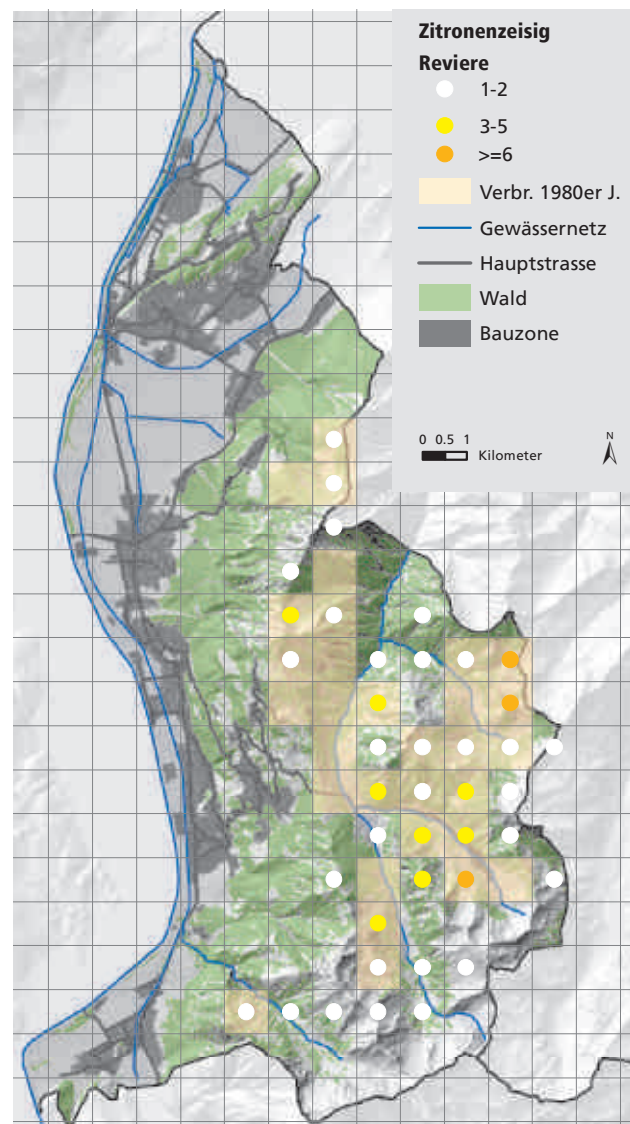 Zitronenzeisig
Reviere
1-2
3-5
>=6
Verbr. 1980er J.
Gewässernetz
Hauptstrasse
Wald
Bauzone
0 0.5 1
Kilometer
N